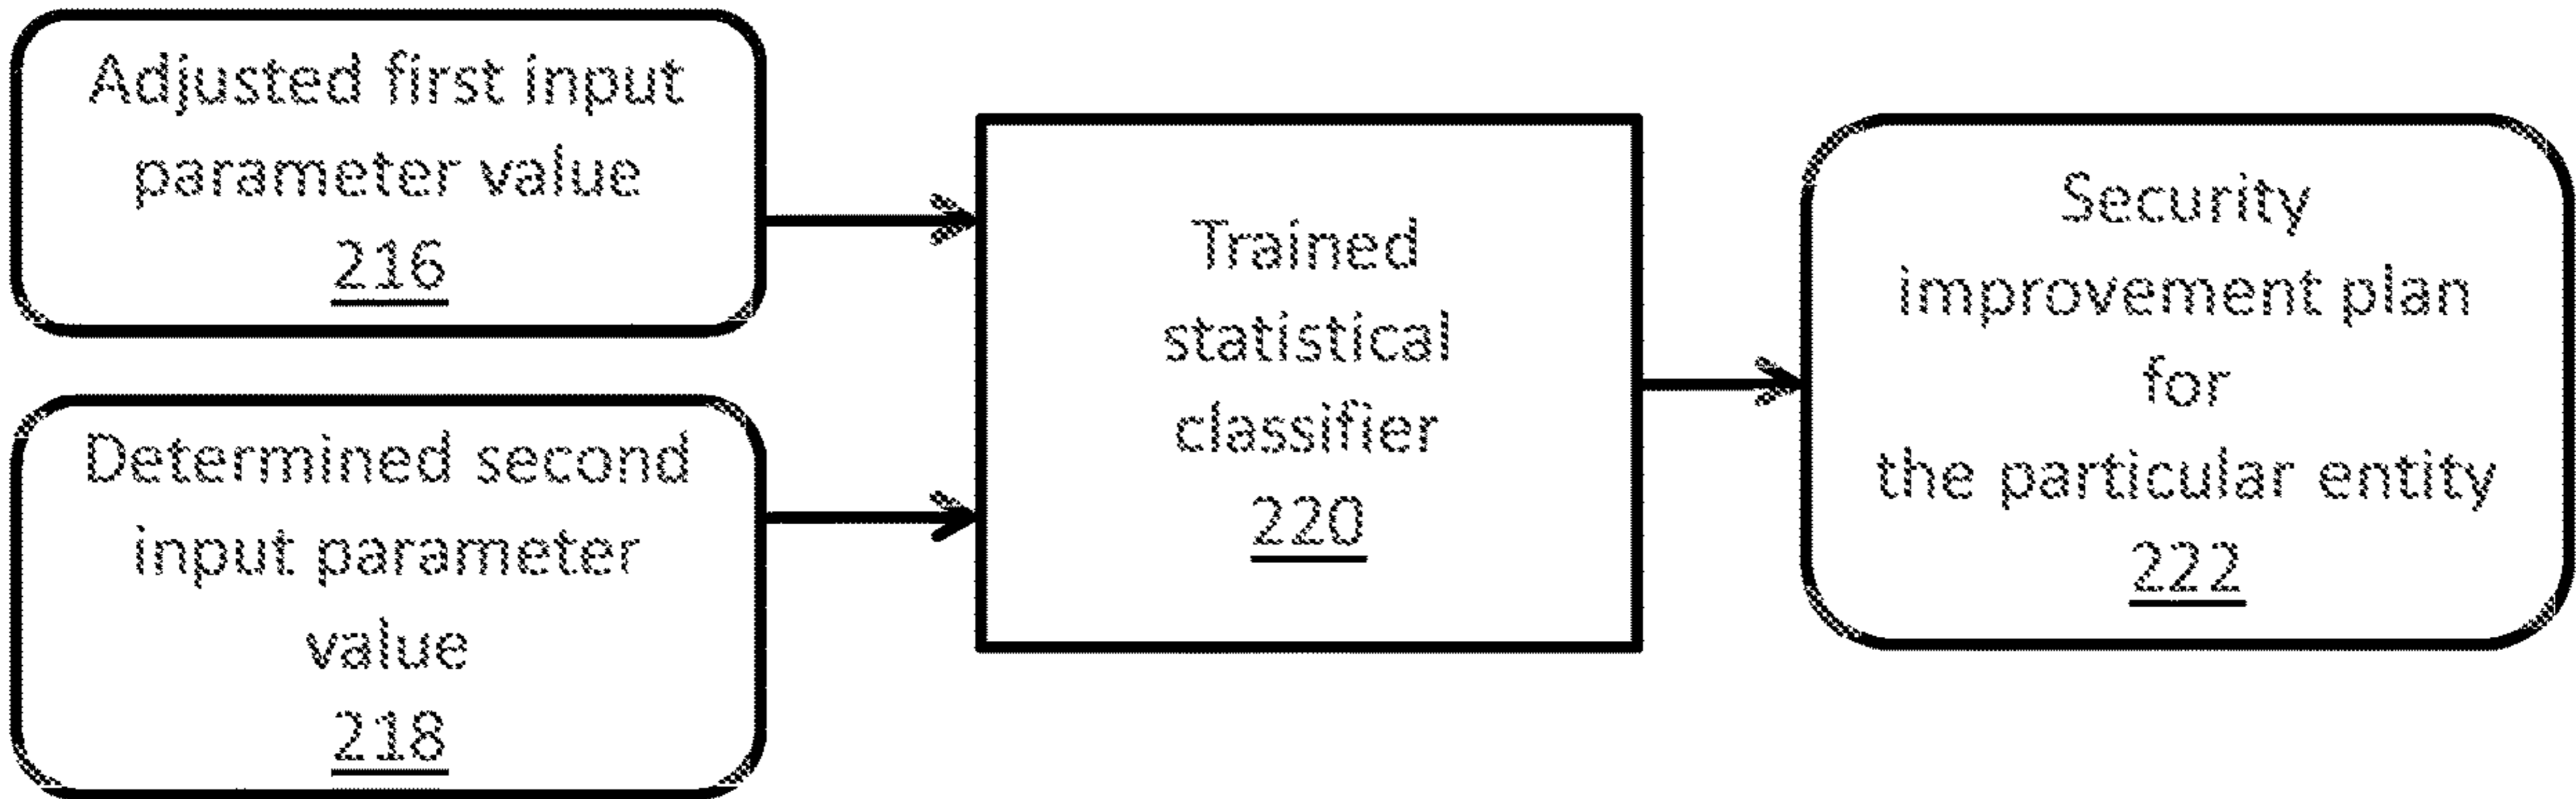 Adjusted first input
parameter value
216
Determined second
input parameter
value
218
Trained
statistical
classifier
220
Security
improvement plan
for
the particular entity
222